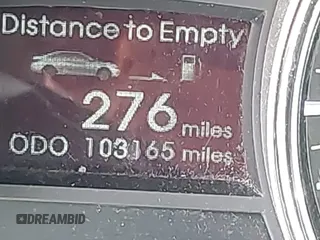 Distance to Empty
276 miles
ODO 103165 miles
DREAMBID